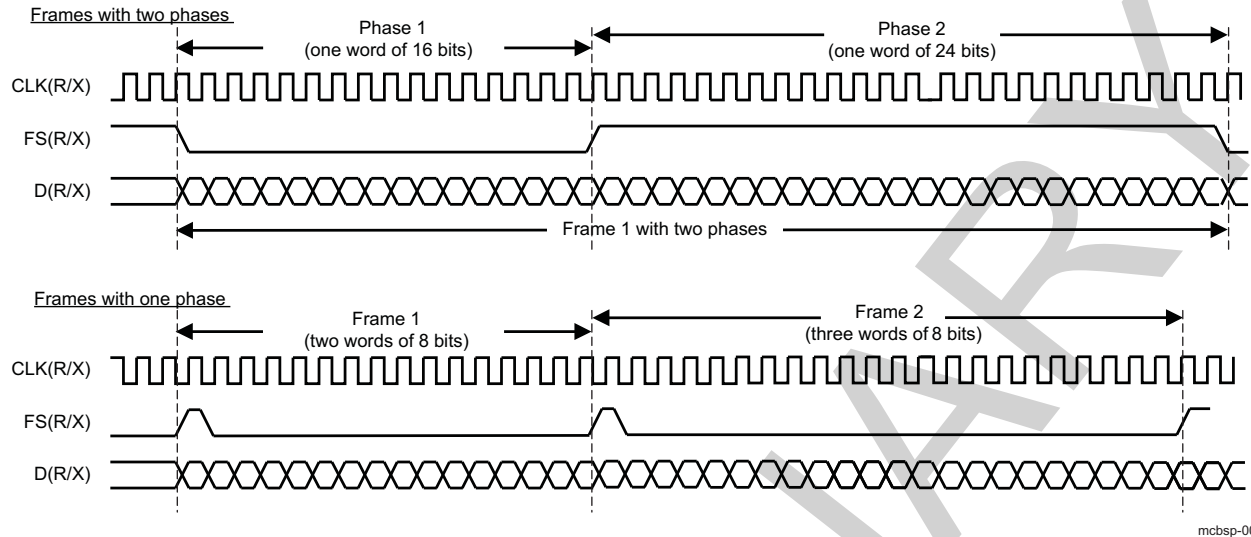 Frames with two phases
Phase 1
(one word of 16 bits)
Phase 2
(one word of 24 bits)
CLK(R/X)
FS(R/X)
D(R/X)
Frame 1 with two phases
Frames with one phase
Frame 1
(two words of 8 bits)
Frame 2
(three words of 8 bits)
CLK(R/X)
FS(R/X)
D(R/X)